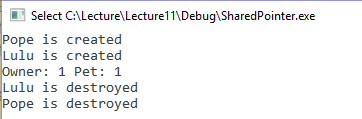 Select C:\Lecture\Lecture11\Debug\SharedPointer.exe
Pope is created
Lulu is created
Owner: 1 Pet: 1
Lulu is destroyed
Pope is destroyed